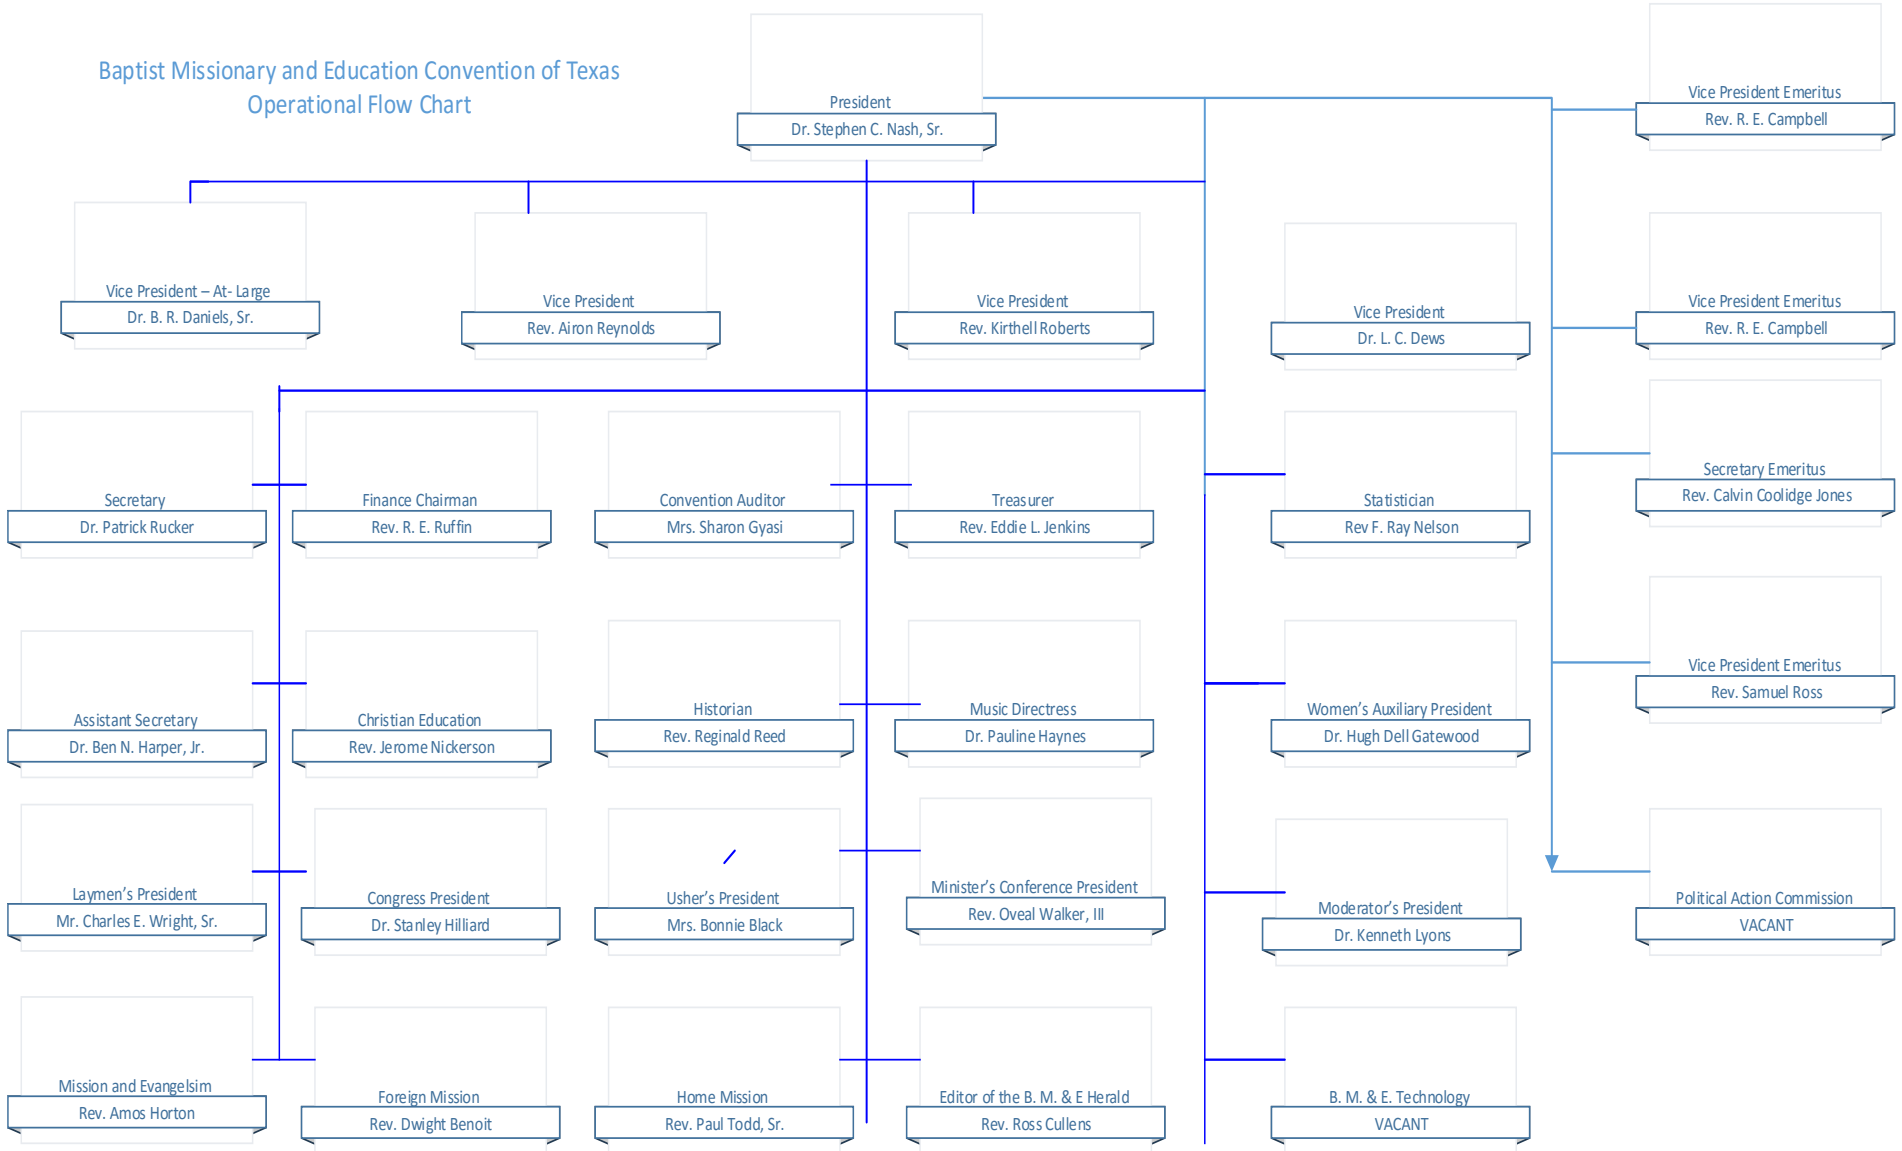 Baptist Missionary and Education Convention of Texas
Operational Flow Chart
President
Dr. Stephen C. Nash, Sr.
Vice President Emeritus
Rev. R. E. Campbell
Vice President – At- Large
Dr. B. R. Daniels, Sr.
Vice President
Rev. Airon Reynolds
Vice President
Rev. Kirthell Roberts
Vice President
Dr. L. C. Dews
Vice President Emeritus
Rev. R. E. Campbell
Secretary
Dr. Patrick Rucker
Finance Chairman
Rev. R. E. Ruffin
Convention Auditor
Mrs. Sharon Gyasi
Treasurer
Rev. Eddie L. Jenkins
Statistician
Rev F. Ray Nelson
Secretary Emeritus
Rev. Calvin Coolidge Jones
Assistant Secretary
Dr. Ben N. Harper, Jr.
Christian Education
Rev. Jerome Nickerson
Historian
Rev. Reginald Reed
Music Directress
Dr. Pauline Haynes
Women's Auxiliary President
Dr. Hugh Dell Gatewood
Vice President Emeritus
Rev. Samuel Ross
Laymen's President
Mr. Charles E. Wright, Sr.
Congress President
Dr. Stanley Hilliard
Usher's President
Mrs. Bonnie Black
Minister's Conference President
Rev. Oveal Walker, III
Moderator's President
Dr. Kenneth Lyons
Political Action Commission
VACANT
Mission and Evangelsim
Rev. Amos Horton
Foreign Mission
Rev. Dwight Benoit
Home Mission
Rev. Paul Todd, Sr.
Editor of the B. M. & E Herald
Rev. Ross Cullens
B. M. & E. Technology
VACANT